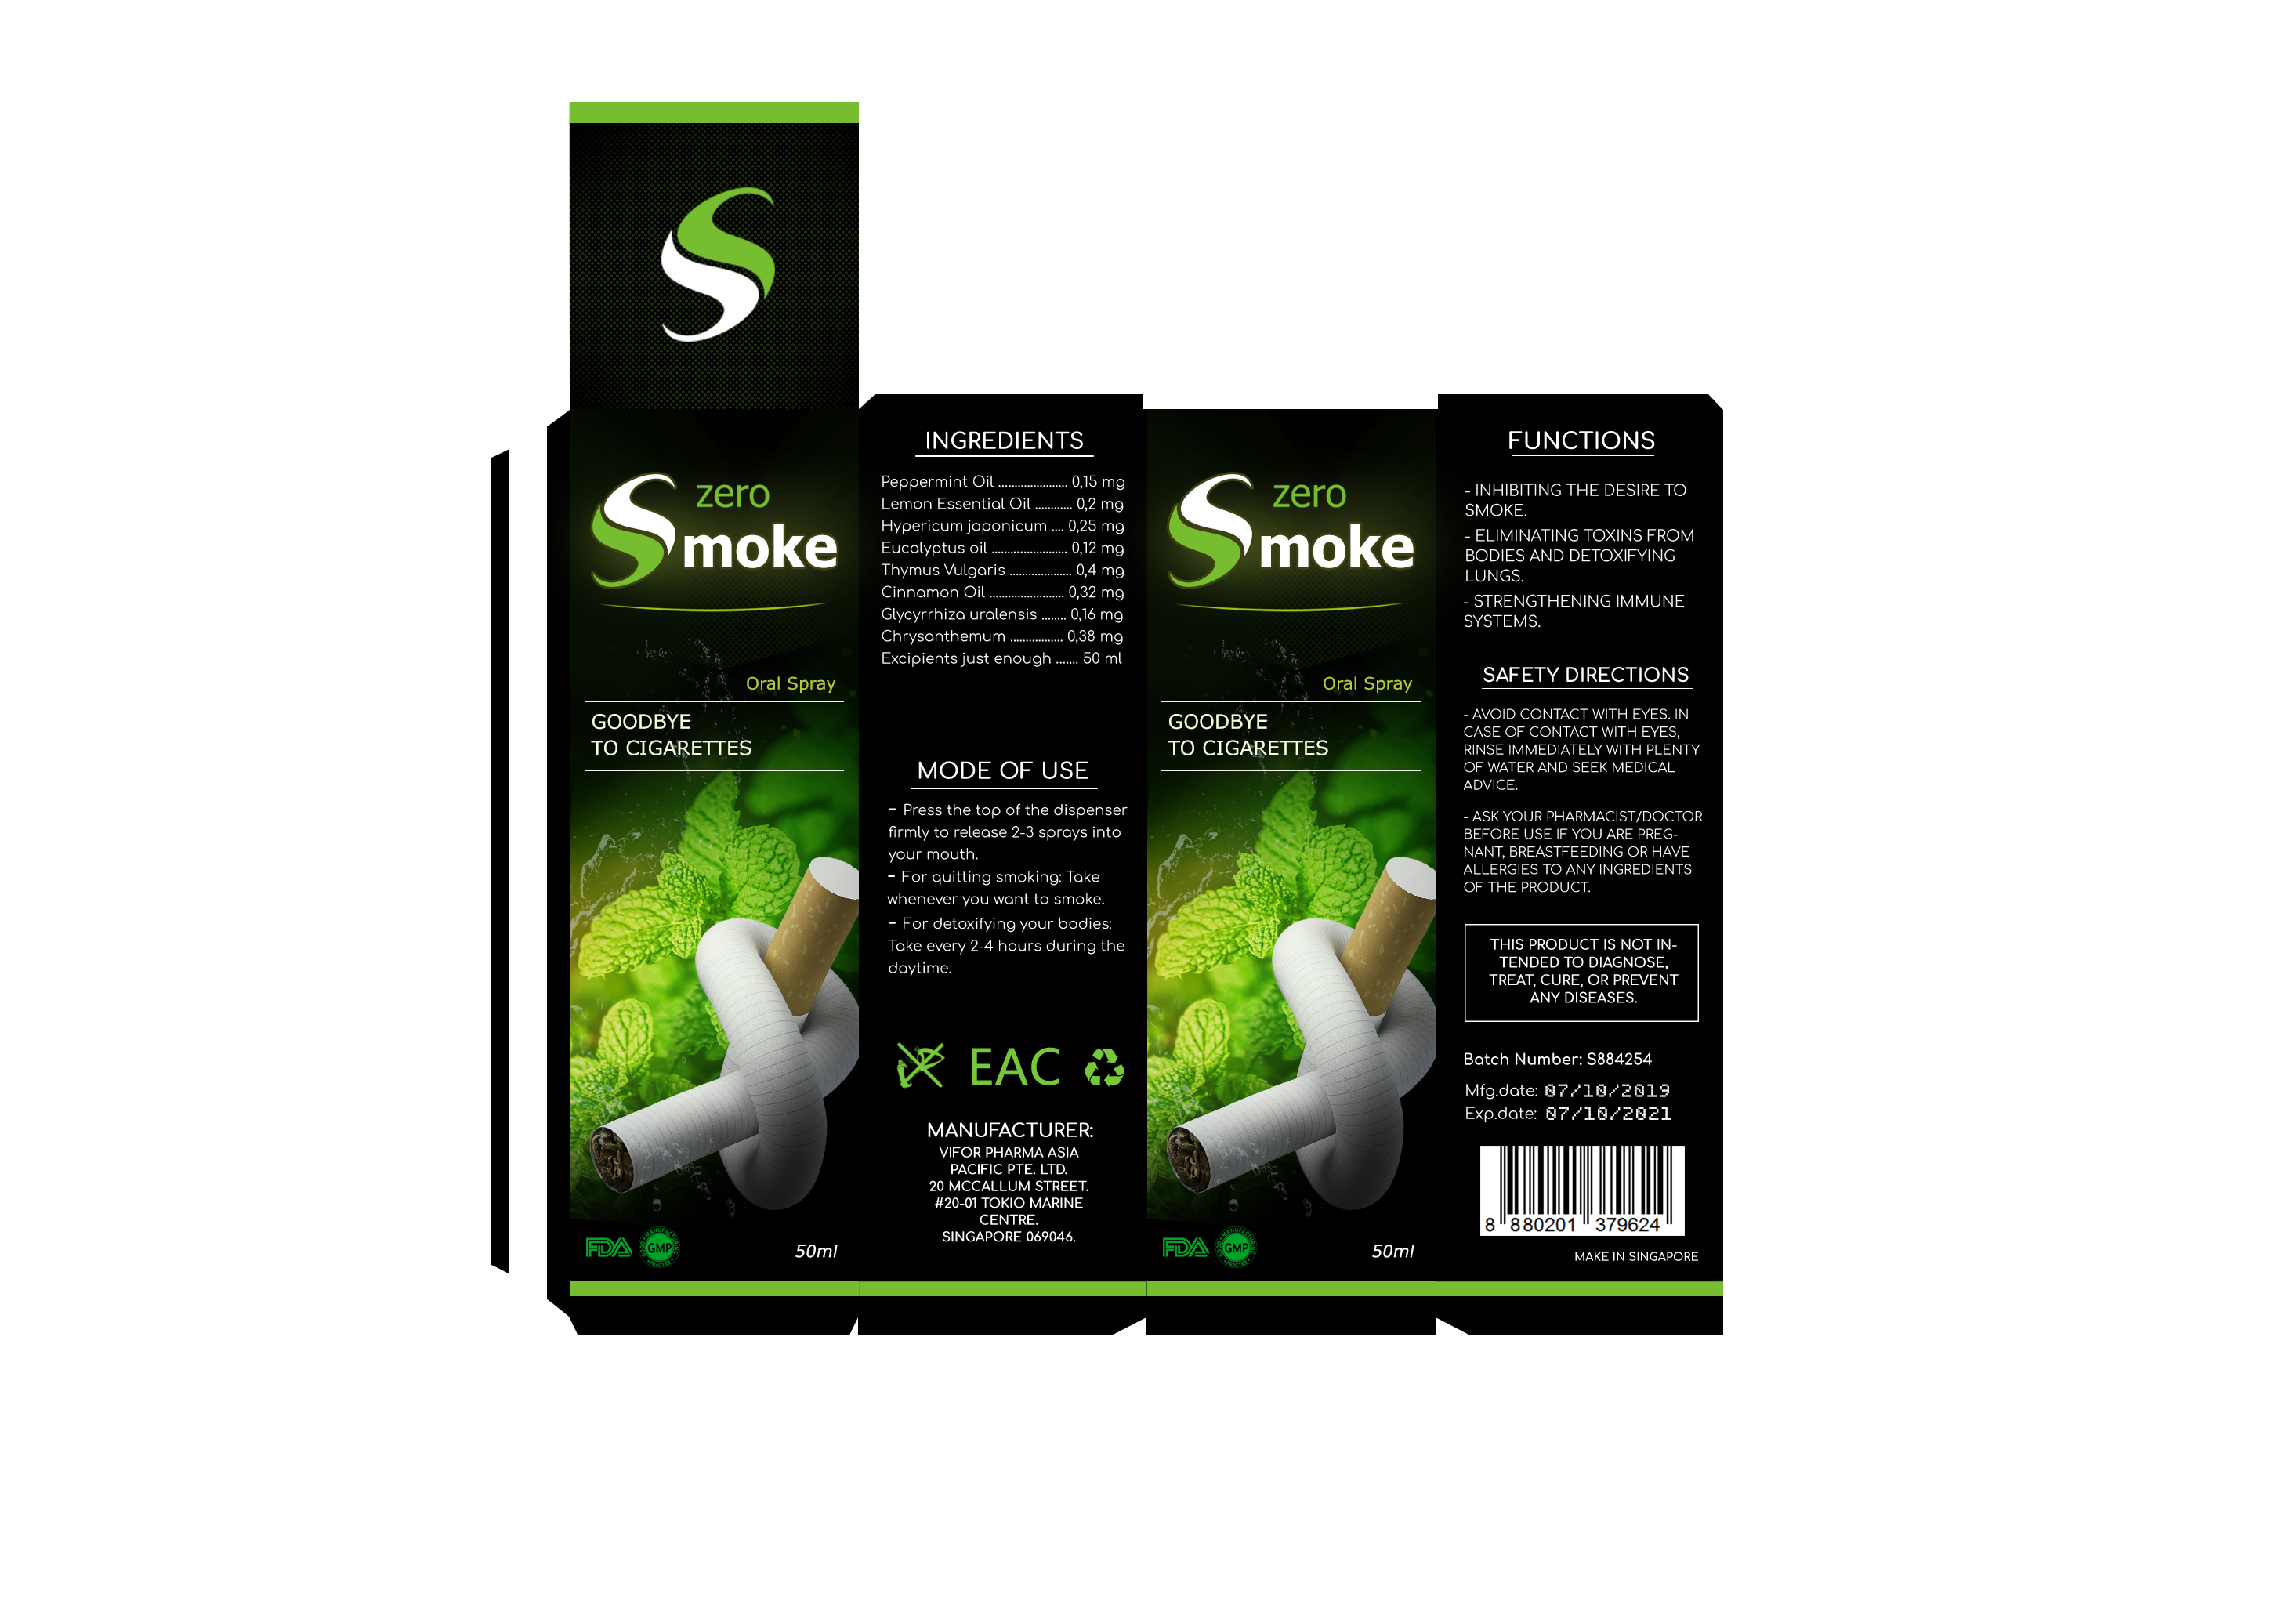 zero
Smoke
Oral Spray
GOODBYE
TO CIGARETTES
FDA
GOOD MANUFACTURING
GMP
PRACTICE
50ml
INGREDIENTS
Peppermint Oil ...................... 0,15 mg
Lemon Essential Oil ............ 0,2 mg
Hypericum japonicum .... 0,25 mg
Eucalyptus oil ........................ 0,12 mg
Thymus Vulgaris .................... 0,4 mg
Cinnamon Oil ........................ 0,32 mg
Glycyrrhiza uralensis ........ 0,16 mg
Chrysanthemum ................. 0,38 mg
Excipients just enough ....... 50 ml
MODE OF USE
- Press the top of the dispenser
firmly to release 2-3 sprays into
your mouth.
- For quitting smoking: Take
whenever you want to smoke.
- For detoxifying your bodies:
Take every 2-4 hours during the
daytime.
EAC
MANUFACTURER:
VIFOR PHARMA ASIA
PACIFIC PTE. LTD.
20 MCCALLUM STREET.
#20-01 TOKIO MARINE
CENTRE.
SINGAPORE 069046.
zero
Smoke
Oral Spray
GOODBYE
TO CIGARETTES
FDA
GOOD MANUFACTURING
GMP
PRACTICE
50ml
FUNCTIONS
- INHIBITING THE DESIRE TO
SMOKE.
- ELIMINATING TOXINS FROM
BODIES AND DETOXIFYING
LUNGS.
- STRENGTHENING IMMUNE
SYSTEMS.
SAFETY DIRECTIONS
- AVOID CONTACT WITH EYES. IN
CASE OF CONTACT WITH EYES,
RINSE IMMEDIATELY WITH PLENTY
OF WATER AND SEEK MEDICAL
ADVICE.
- ASK YOUR PHARMACIST/DOCTOR
BEFORE USE IF YOU ARE PREG-
NANT, BREASTFEEDING OR HAVE
ALLERGIES TO ANY INGREDIENTS
OF THE PRODUCT.
THIS PRODUCT IS NOT IN-
TENDED TO DIAGNOSE,
TREAT, CURE, OR PREVENT
ANY DISEASES.
Batch Number: S884254
Mfg.date: 07/10/2019
Exp.date: 07/10/2021
8 880201 379624
MAKE IN SINGAPORE